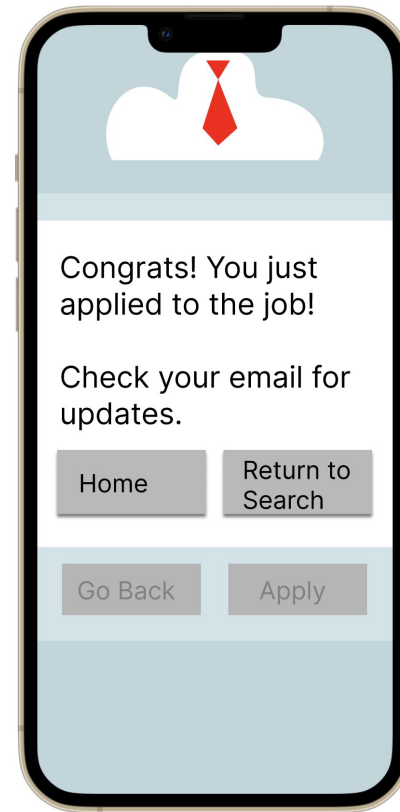 Congrats! You just
applied to the job!
Check your email for
updates.
Home
Return to
Search
Go Back
Apply